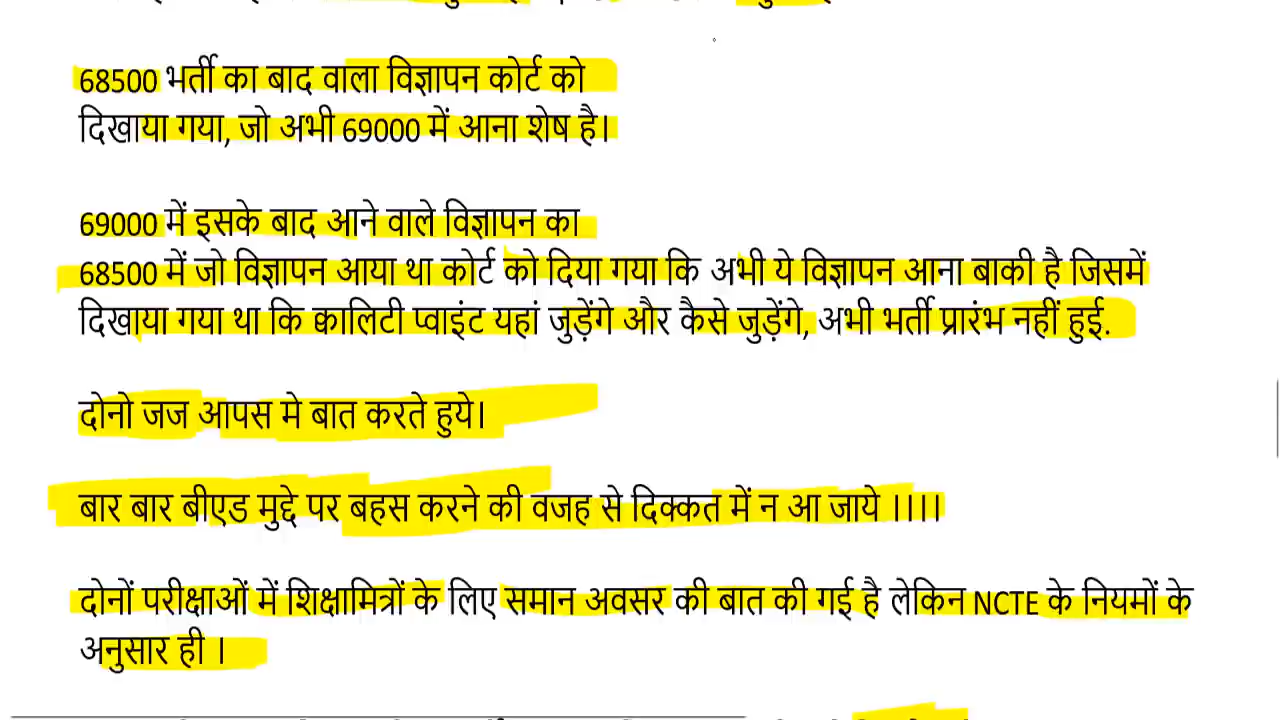 68500 भर्ती का बाद वाला विज्ञापन कोर्ट को
दिखाया गया, जो अभी 69000 में आना शेष है।
69000 में इसके बाद आने वाले विज्ञापन का
68500 में जो विज्ञापन आया था कोर्ट को दिया गया कि अभी ये विज्ञापन आना बाकी है जिसमें
दिखाया गया था कि क्वालिटी प्वाइंट यहां जुड़ेंगे और कैसे जुड़ेंगे, अभी भर्ती प्रारंभ नहीं हुई.
दोनो जज आपस मे बात करते हुये।
बार बार बीएड मुद्दे पर बहस करने की वजह से दिक्कत में न आ जाये ।।।।
दोनों परीक्षाओं में शिक्षामित्रों के लिए समान अवसर की बात की गई है लेकिन NCTE के नियमों के
अनुसार ही ।